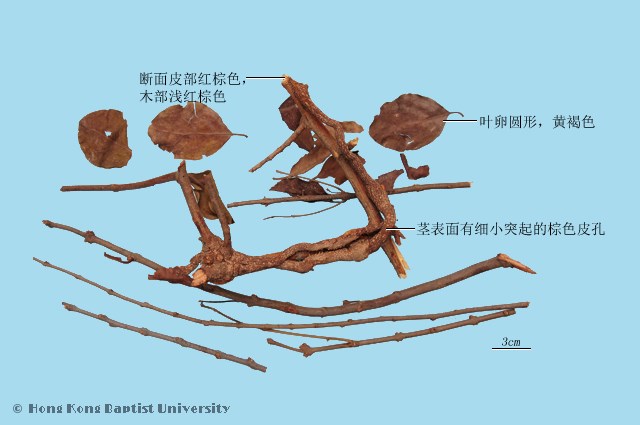 断面皮部红棕色，
木部浅红棕色
叶卵圆形，黄褐色
茎表面有细小突起的棕色皮孔
3cm
© Hong Kong Baptist University